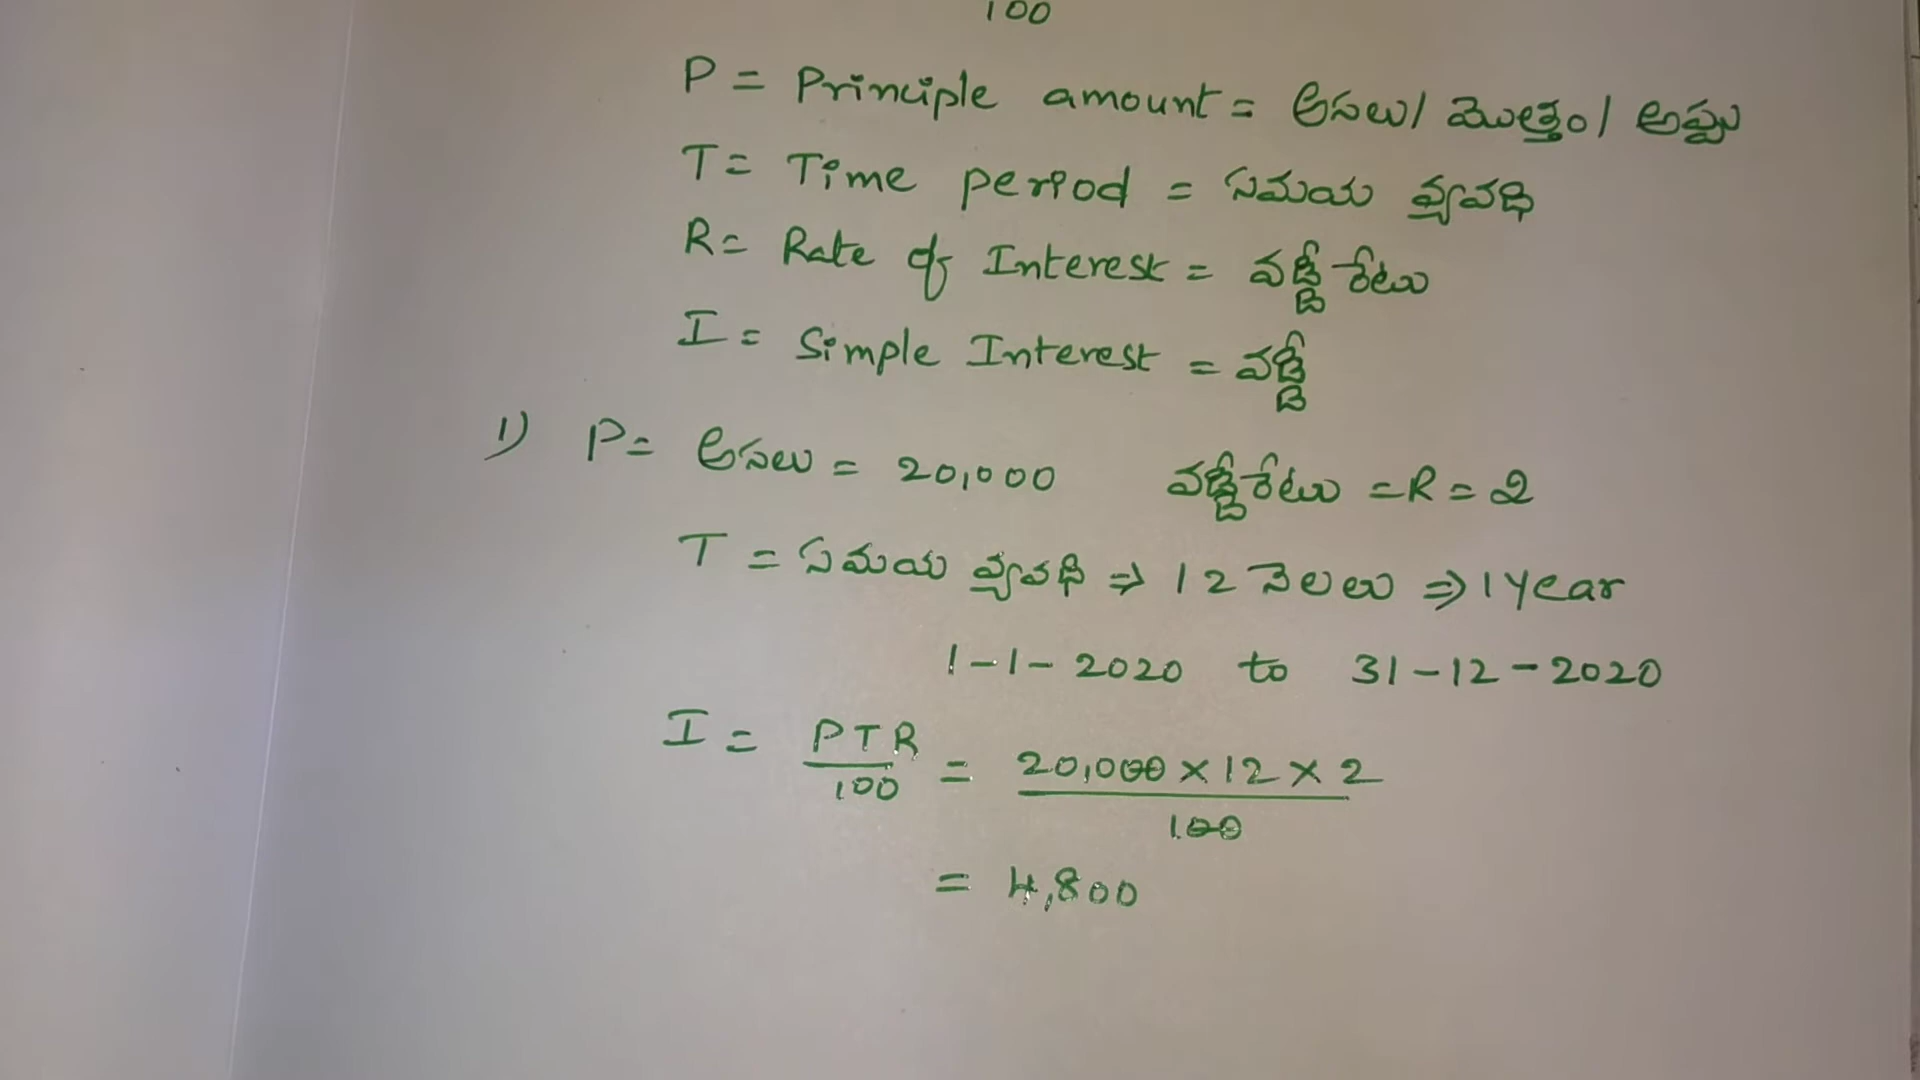 100
P = Principle amount = అసలు/ మొత్తం/ అప్పు
T = Time period = సమయ వ్యవధి
R = Rate of Interest = వడ్డీ రేటు
I = Simple Interest = వడ్డీ
1) P = అసలు = 20,000 వడ్డీరేటు = R = 2
T = సమయ వ్యవధి ⇒ 12 నెలలు ⇒ 1 Year
1-1-2020 to 31-12-2020
I = PTR/100 = 20,000 × 12 × 2/100
= 4,800